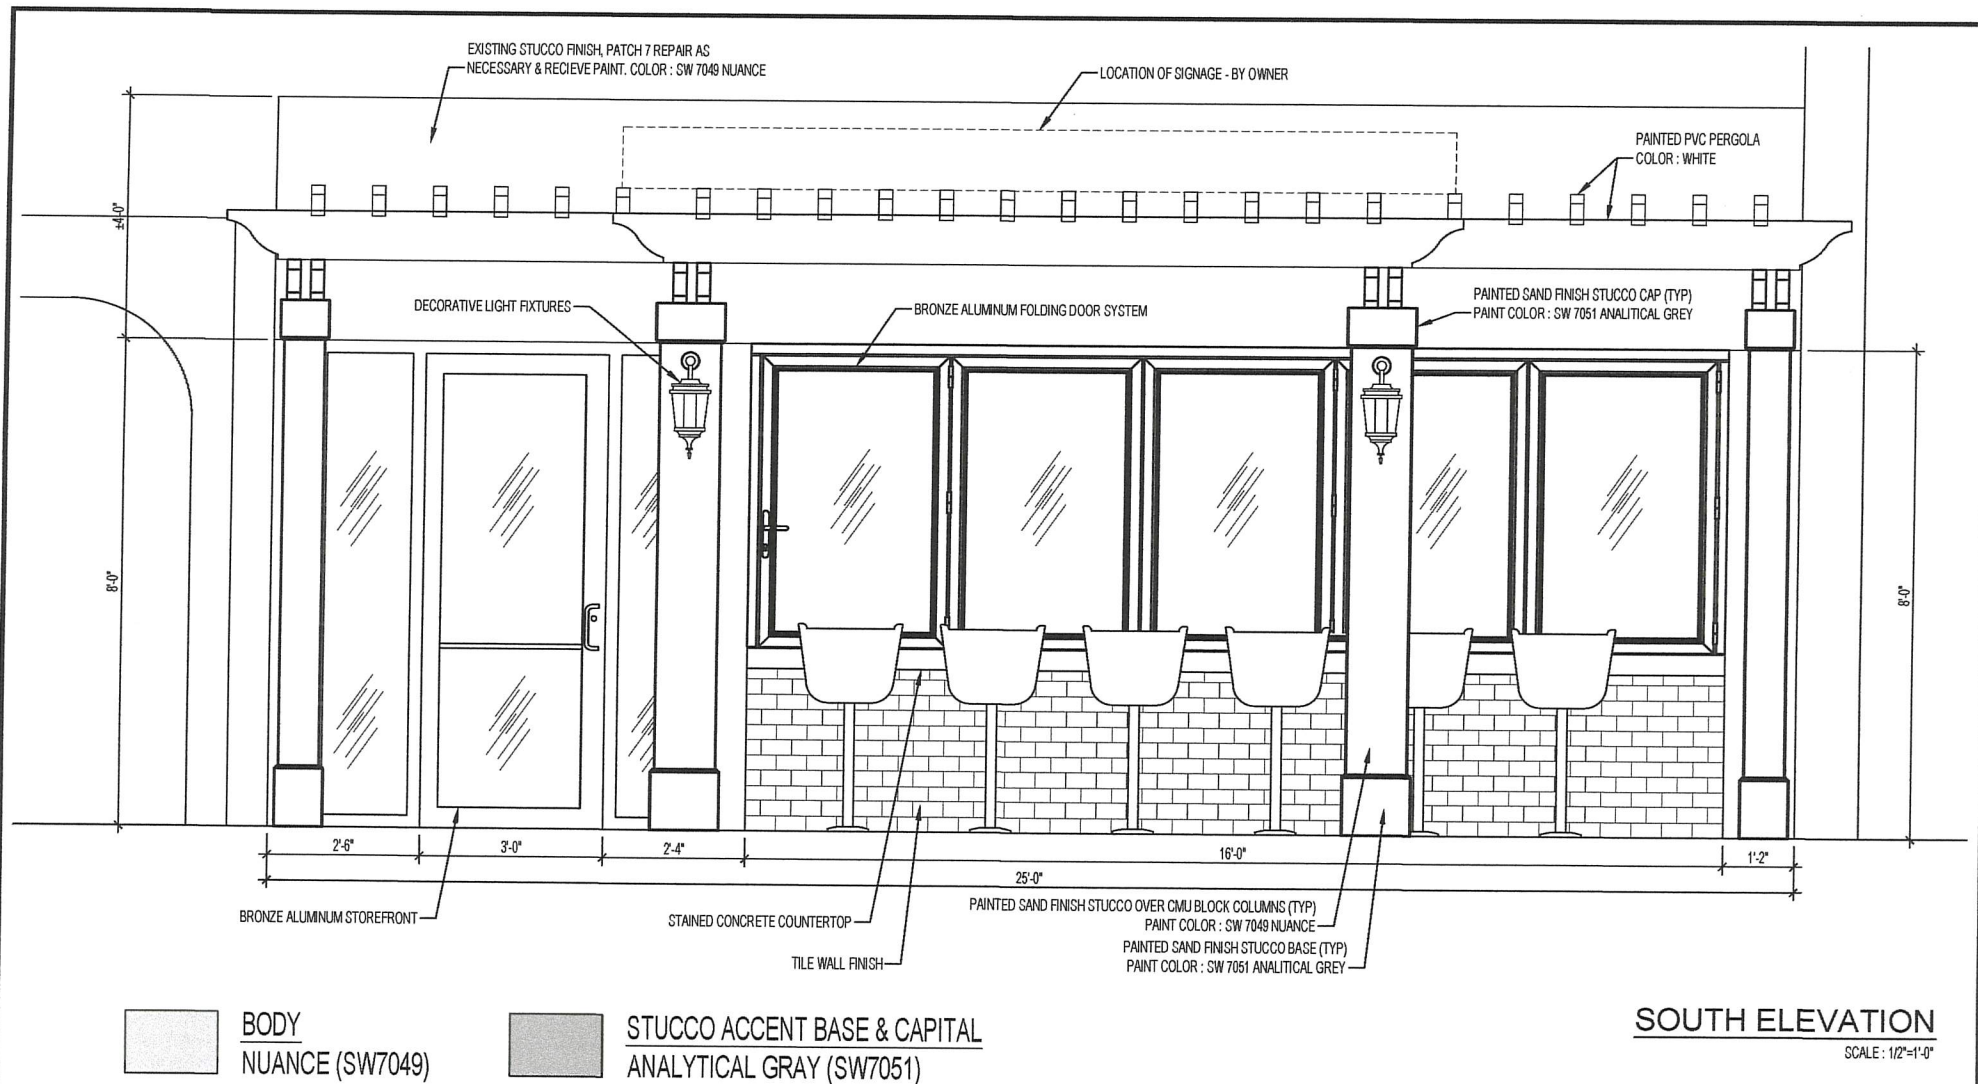 EXISTING STUCCO FINISH, PATCH 7 REPAIR AS
NECESSARY & RECIEVE PAINT. COLOR : SW 7049 NUANCE
LOCATION OF SIGNAGE - BY OWNER
PAINTED PVC PERGOLA
COLOR : WHITE
±4'-0"
DECORATIVE LIGHT FIXTURES
BRONZE ALUMINUM FOLDING DOOR SYSTEM
PAINTED SAND FINISH STUCCO CAP (TYP)
PAINT COLOR : SW 7051 ANALITICAL GREY
8'-0"
8'-0"
2'-6"
3'-0"
2'-4"
16'-0"
1'-2"
25'-0"
BRONZE ALUMINUM STOREFRONT
STAINED CONCRETE COUNTERTOP
TILE WALL FINISH
PAINTED SAND FINISH STUCCO OVER CMU BLOCK COLUMNS (TYP)
PAINT COLOR : SW 7049 NUANCE
PAINTED SAND FINISH STUCCO BASE (TYP)
PAINT COLOR : SW 7051 ANALITICAL GREY
BODY
NUANCE (SW7049)
STUCCO ACCENT BASE & CAPITAL
ANALYTICAL GRAY (SW7051)
SOUTH ELEVATION
SCALE : 1/2"=1'-0"